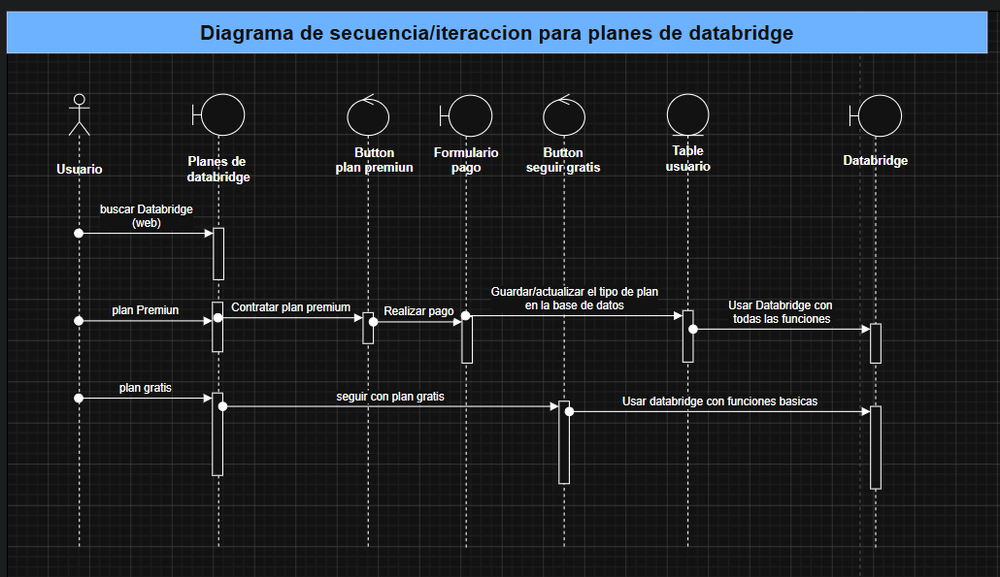 Diagrama de secuencia/iteraccion para planes de databridge
Usuario
Planes de
databridge
Button
plan premiun
Formulario
pago
Button
seguir gratis
Table
usuario
Databridge
buscar Databridge
(web)
plan Premiun
Contratar plan premium
Realizar pago
Guardar/actualizar el tipo de plan
en la base de datos
Usar Databridge con
todas las funciones
plan gratis
seguir con plan gratis
Usar databridge con funciones basicas